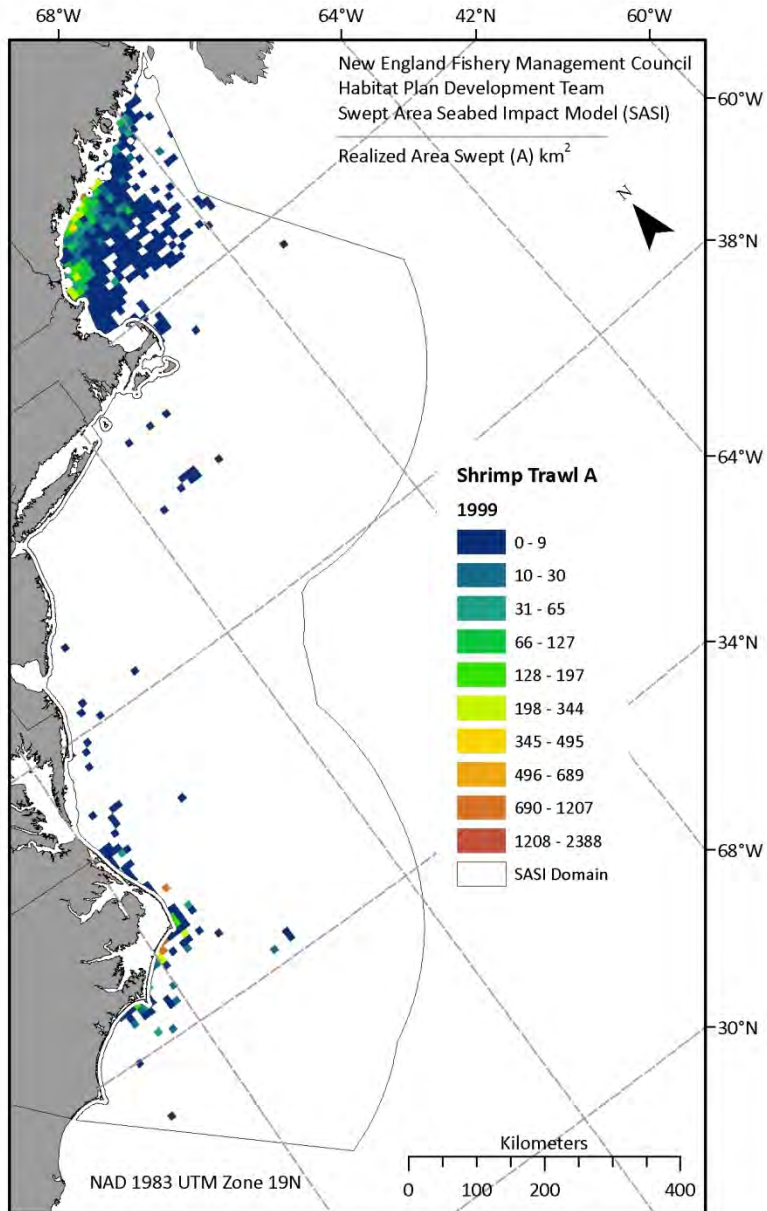 68°W 64°W 42°N 60°W
New England Fishery Management Council
Habitat Plan Development Team
Swept Area Seabed Impact Model (SASI)
Realized Area Swept (A) km²
N
60°W
38°N
64°W
34°N
68°W
30°N
Shrimp Trawl A
1999
0 - 9
10 - 30
31 - 65
66 - 127
128 - 197
198 - 344
345 - 495
496 - 689
690 - 1207
1208 - 2388
SASI Domain
Kilometers
0 100 200 400
NAD 1983 UTM Zone 19N